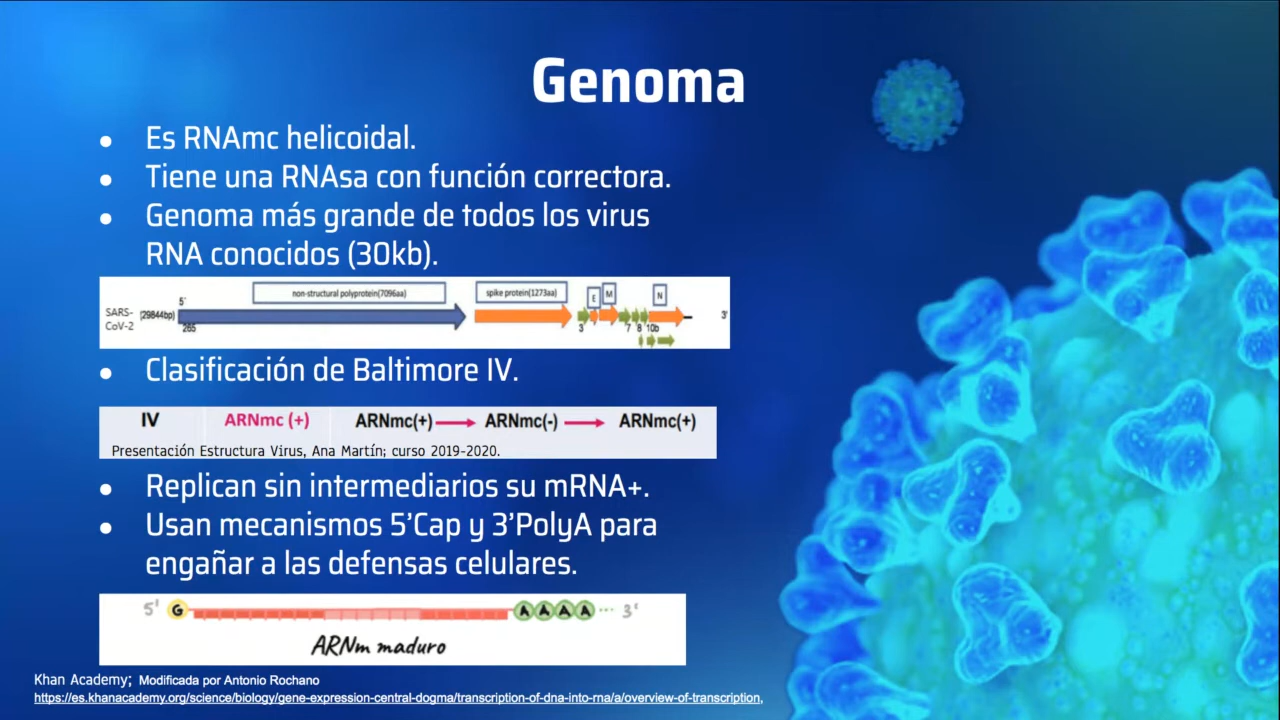 Genoma
● Es RNAmc helicoidal.
● Tiene una RNAsa con función correctora.
● Genoma más grande de todos los virus
RNA conocidos (30kb).
non-structural polyprotein(7096aa)
spike protein(1273aa)
E
M
N
5'
SARS-
CoV-2
(29844bp)
3'
265
3
7
8
10b
● Clasificación de Baltimore IV.
IV ARNmc (+) ARNmc(+) → ARNmc(-) → ARNmc(+)
Presentación Estructura Virus, Ana Martín; curso 2019-2020.
● Replican sin intermediarios su mRNA+.
● Usan mecanismos 5'Cap y 3'PolyA para
engañar a las defensas celulares.
5' G A A A A ... 3'
ARNm maduro
Khan Academy; Modificada por Antonio Rochano
https://es.khanacademy.org/science/biology/gene-expression-central-dogma/transcription-of-dna-into-rna/a/overview-of-transcription,